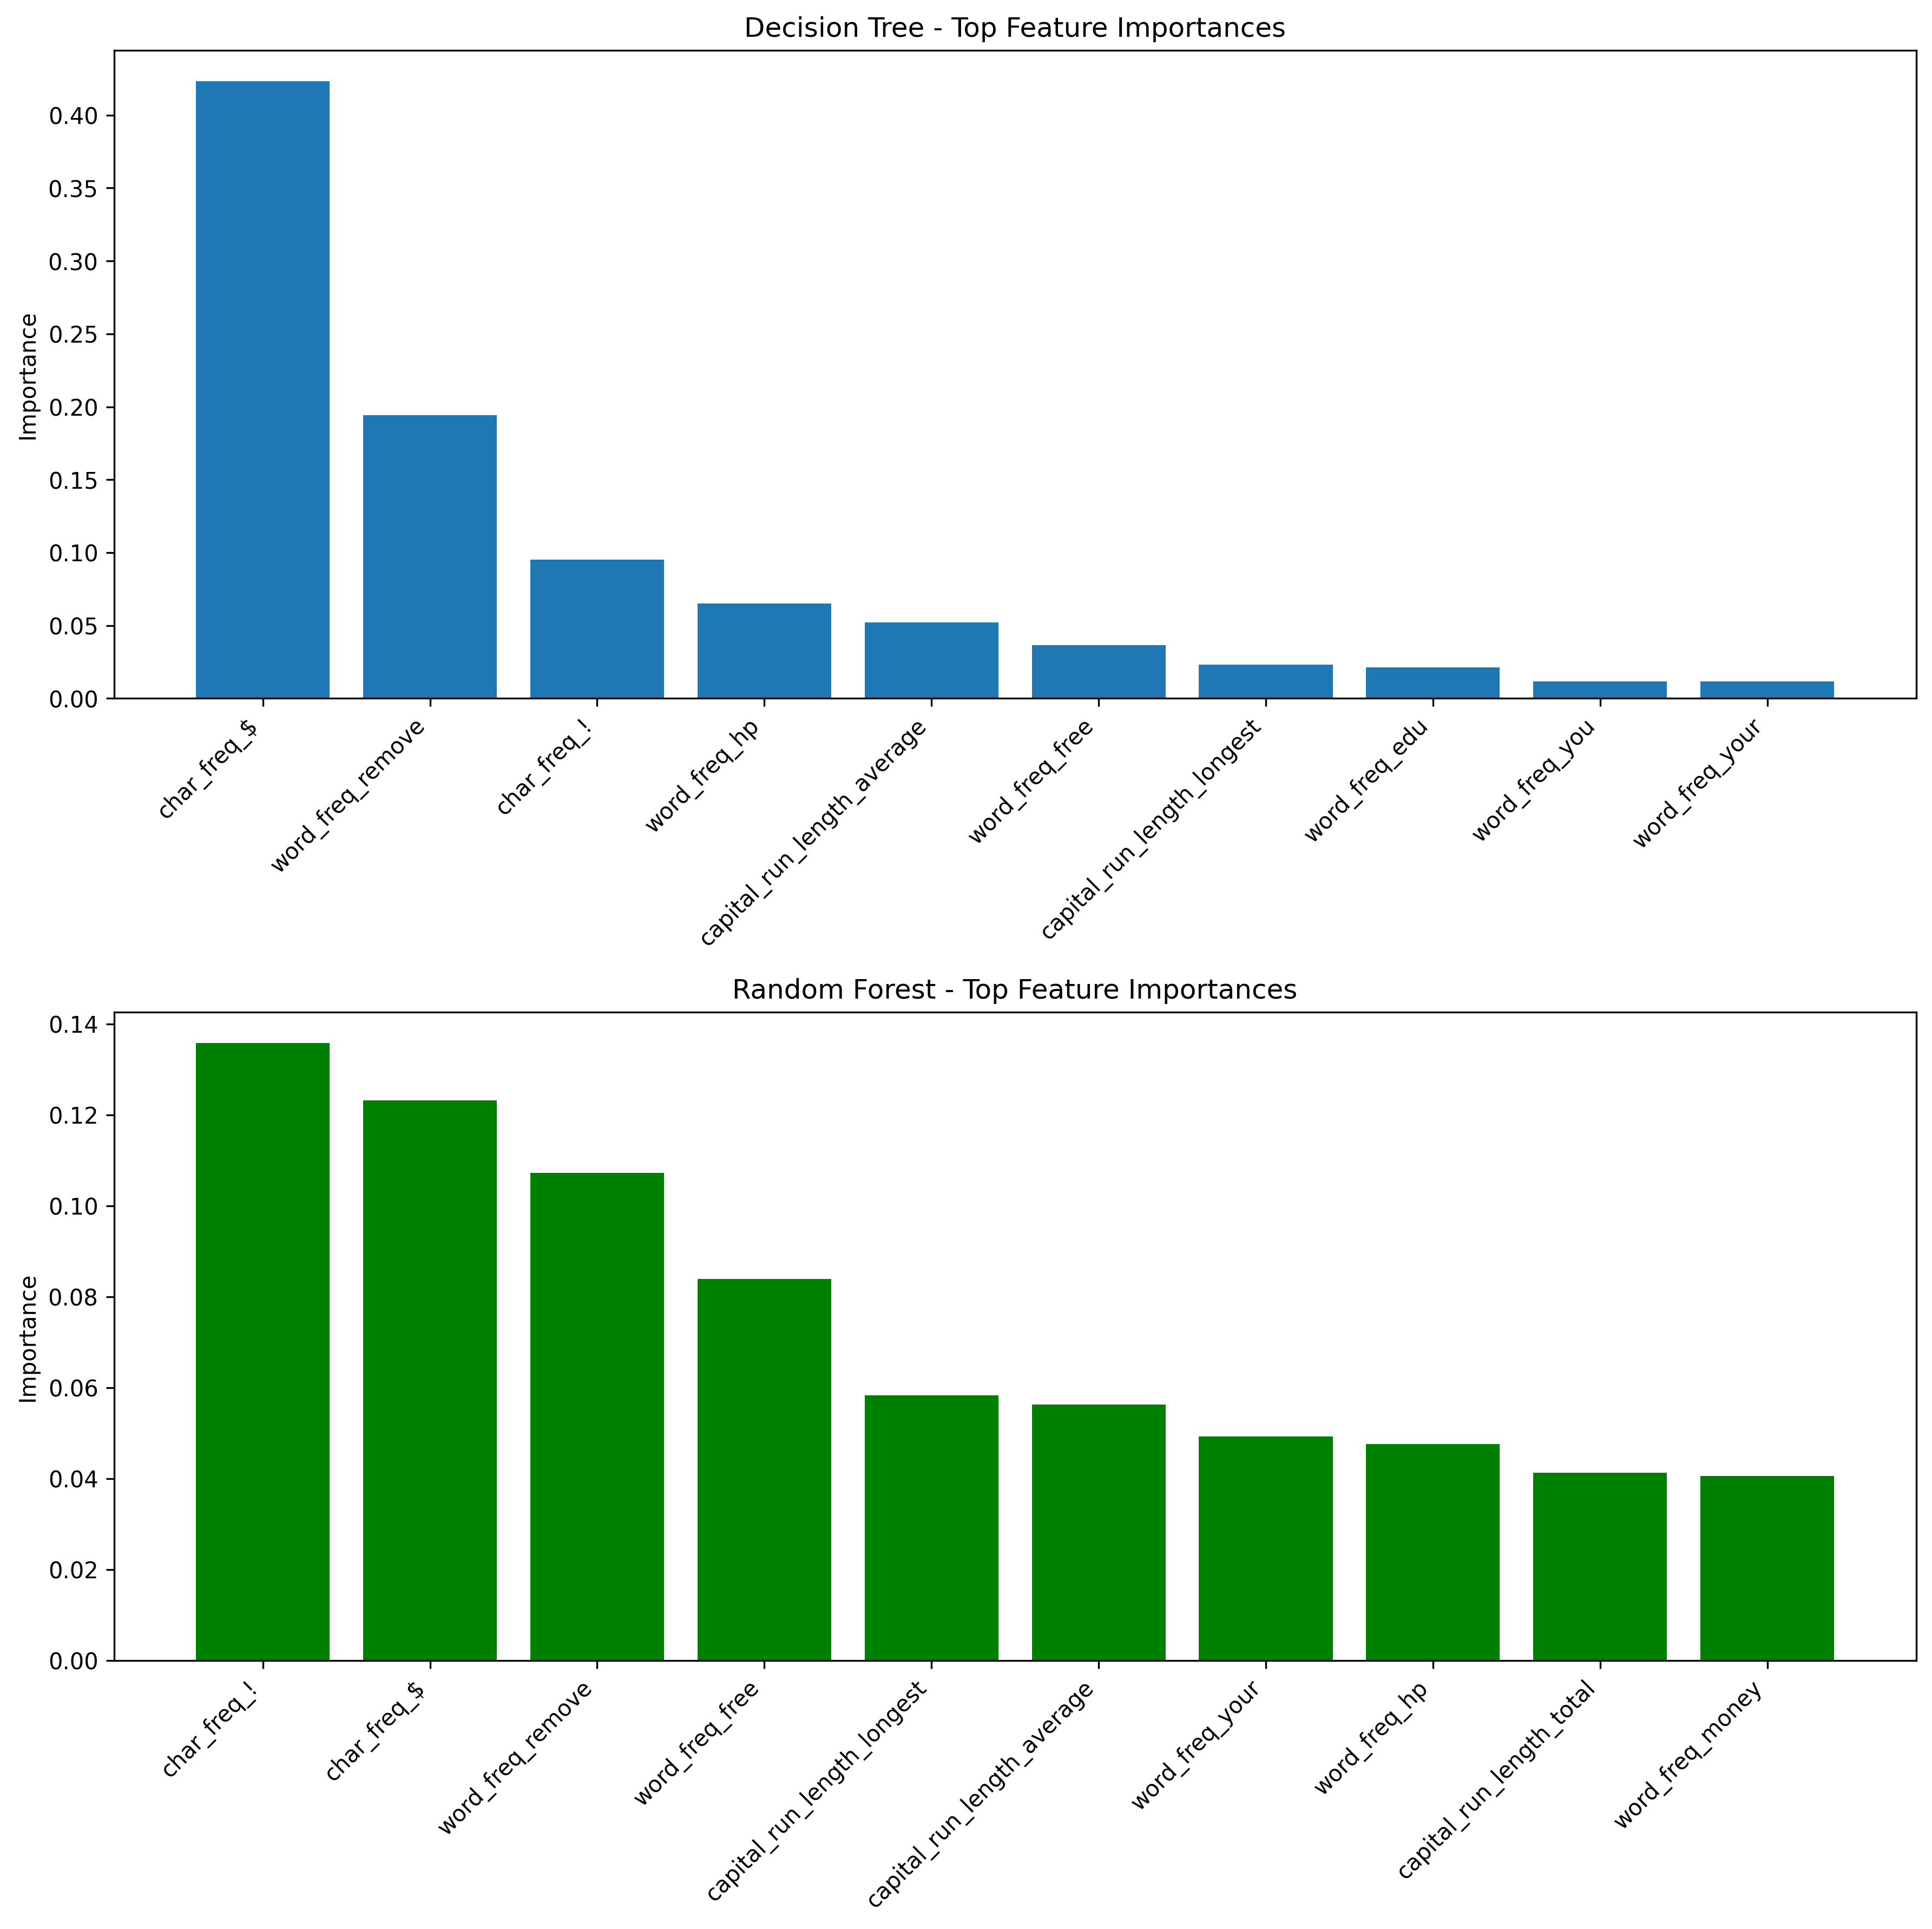 Decision Tree - Top Feature Importances
Importance
0.40
0.35
0.30
0.25
0.20
0.15
0.10
0.05
0.00
char_freq_$
word_freq_remove
char_freq_!
word_freq_hp
capital_run_length_average
word_freq_free
capital_run_length_longest
word_freq_edu
word_freq_you
word_freq_your
Random Forest - Top Feature Importances
Importance
0.14
0.12
0.10
0.08
0.06
0.04
0.02
0.00
char_freq_!
char_freq_$
word_freq_remove
word_freq_free
capital_run_length_longest
capital_run_length_average
word_freq_your
word_freq_hp
capital_run_length_total
word_freq_money